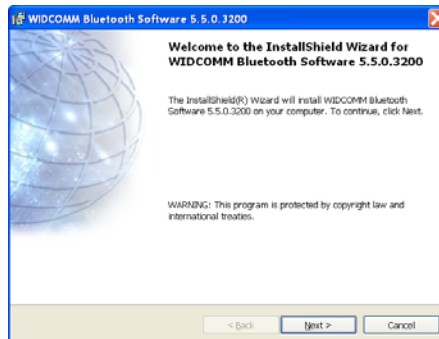 WIDCOMM Bluetooth Software 5.5.0.3200
Welcome to the InstallShield Wizard for
WIDCOMM Bluetooth Software 5.5.0.3200
The InstallShield(R) Wizard will install WIDCOMM Bluetooth
Software 5.5.0.3200 on your computer. To continue, click Next.
WARNING: This program is protected by copyright law and
international treaties.
< Back Next > Cancel